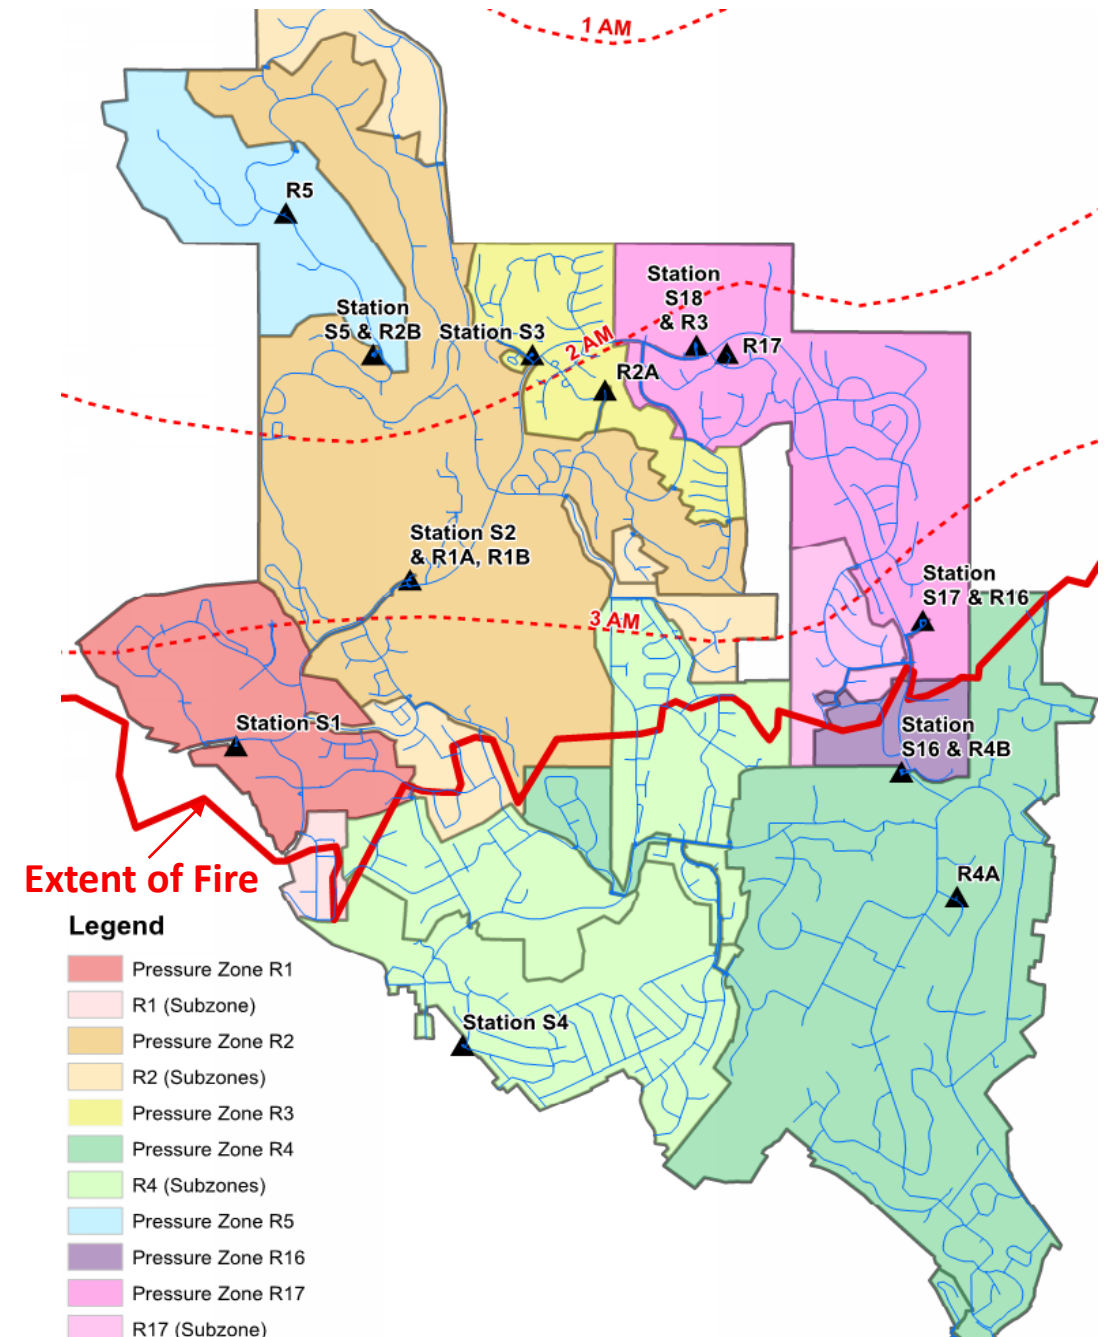 1 AM
R5
Station
S18
& R3
Station
S5 & R2B
Station S3
2 AM
R17
R2A
Station S2
& R1A, R1B
Station
S17 & R16
3 AM
Station S1
Station
S16 & R4B
Extent of Fire
R4A
Station S4
Legend
Pressure Zone R1
R1 (Subzone)
Pressure Zone R2
R2 (Subzones)
Pressure Zone R3
Pressure Zone R4
R4 (Subzones)
Pressure Zone R5
Pressure Zone R16
Pressure Zone R17
R17 (Subzone)